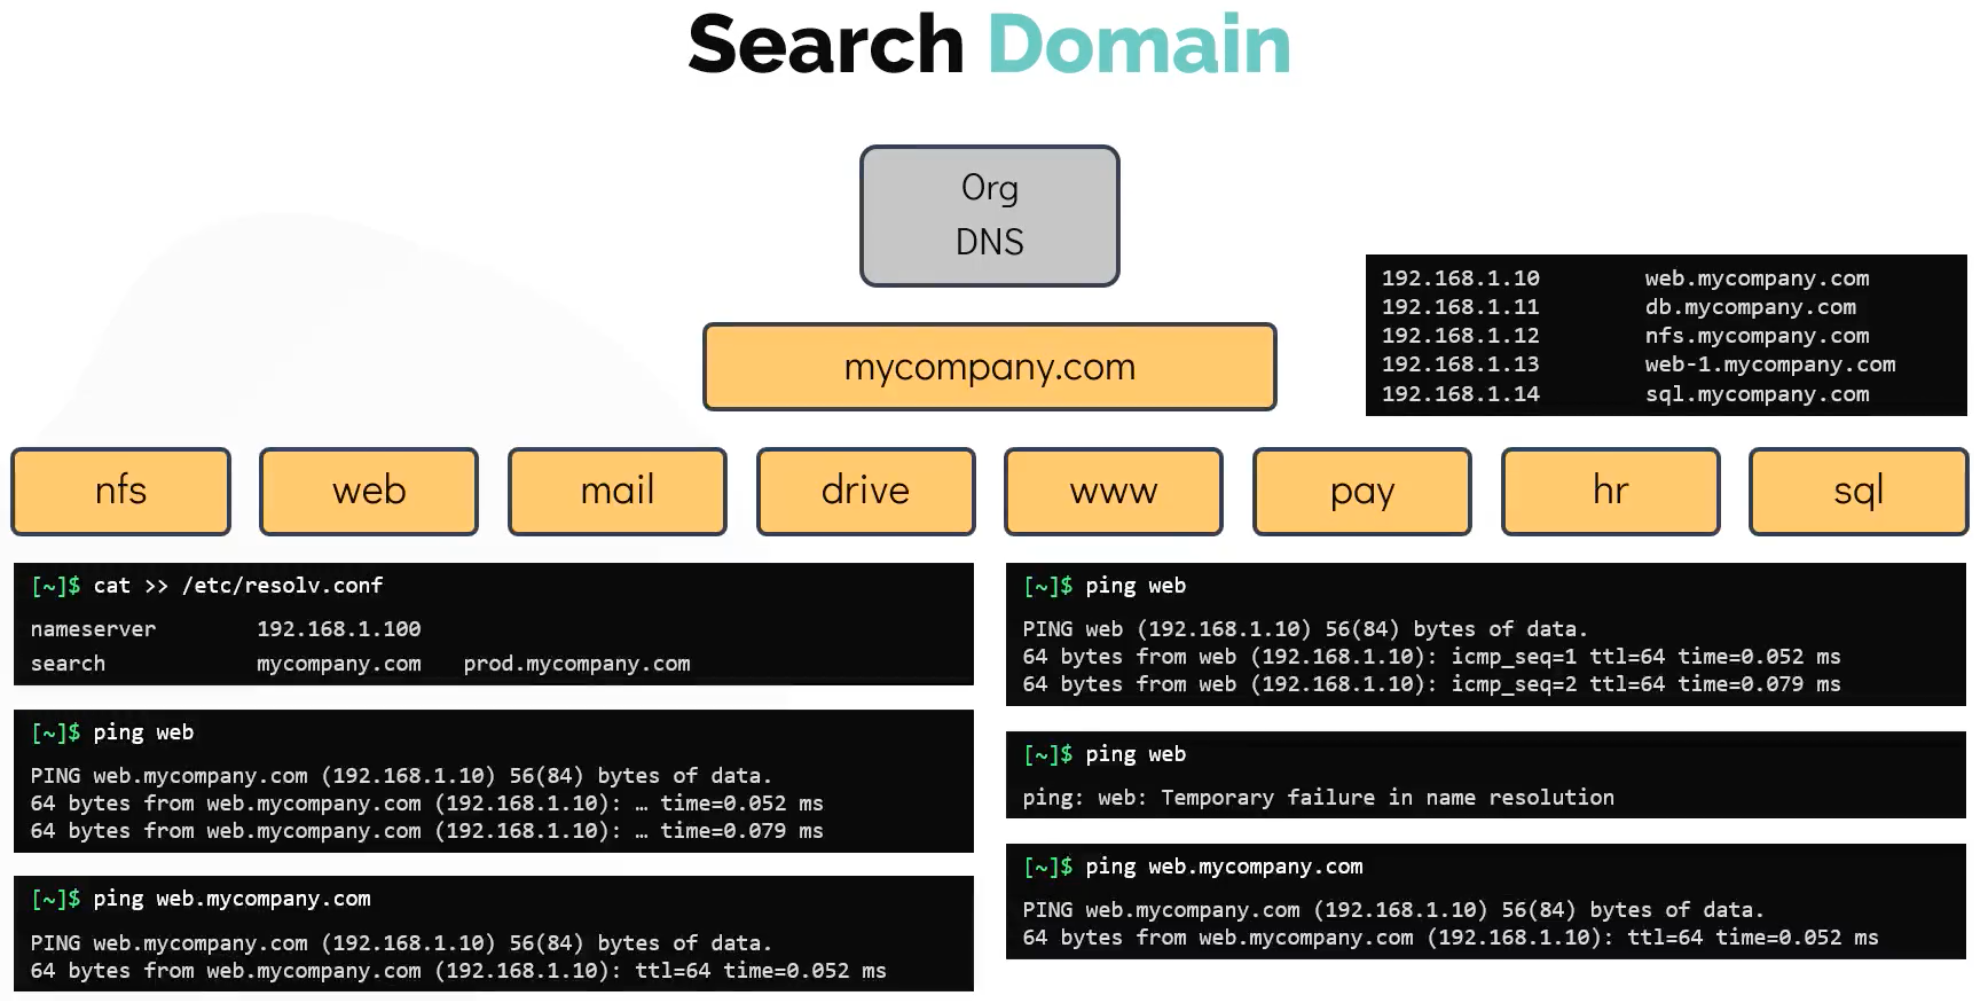 Search Domain
Org
DNS
mycompany.com
192.168.1.10 web.mycompany.com
192.168.1.11 db.mycompany.com
192.168.1.12 nfs.mycompany.com
192.168.1.13 web-1.mycompany.com
192.168.1.14 sql.mycompany.com
nfs
web
mail
drive
www
pay
hr
sql
[~]$ cat >> /etc/resolv.conf
nameserver 192.168.1.100
search mycompany.com prod.mycompany.com
[~]$ ping web
PING web.mycompany.com (192.168.1.10) 56(84) bytes of data.
64 bytes from web.mycompany.com (192.168.1.10): … time=0.052 ms
64 bytes from web.mycompany.com (192.168.1.10): … time=0.079 ms
[~]$ ping web.mycompany.com
PING web.mycompany.com (192.168.1.10) 56(84) bytes of data.
64 bytes from web.mycompany.com (192.168.1.10): ttl=64 time=0.052 ms
[~]$ ping web
PING web (192.168.1.10) 56(84) bytes of data.
64 bytes from web (192.168.1.10): icmp_seq=1 ttl=64 time=0.052 ms
64 bytes from web (192.168.1.10): icmp_seq=2 ttl=64 time=0.079 ms
[~]$ ping web
ping: web: Temporary failure in name resolution
[~]$ ping web.mycompany.com
PING web.mycompany.com (192.168.1.10) 56(84) bytes of data.
64 bytes from web.mycompany.com (192.168.1.10): ttl=64 time=0.052 ms